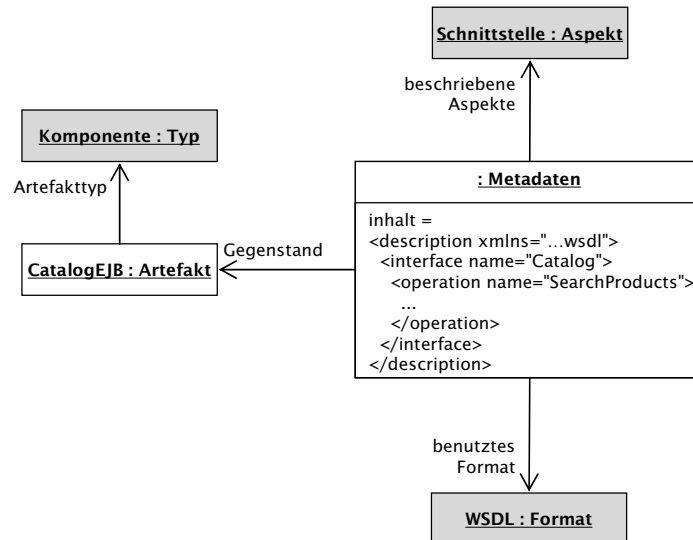 Schnittstelle : Aspekt
beschriebene
Aspekte
Komponente : Typ
Artefakttyp
: Metadaten
inhalt =
<description xmlns="...wsdl">
<interface name="Catalog">
<operation name="SearchProducts">
...
</operation>
</interface>
</description>
Gegenstand
CatalogEJB : Artefakt
benutztes
Format
WSDL : Format